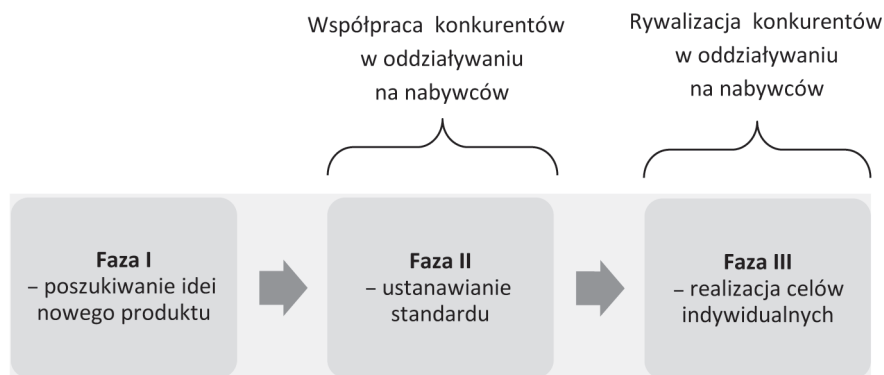 Współpraca konkurentów
w oddziaływaniu
na nabywców
Rywalizacja konkurentów
w oddziaływaniu
na nabywców
Faza I
– poszukiwanie idei
nowego produktu
Faza II
– ustanawianie
standardu
Faza III
– realizacja celów
indywidualnych